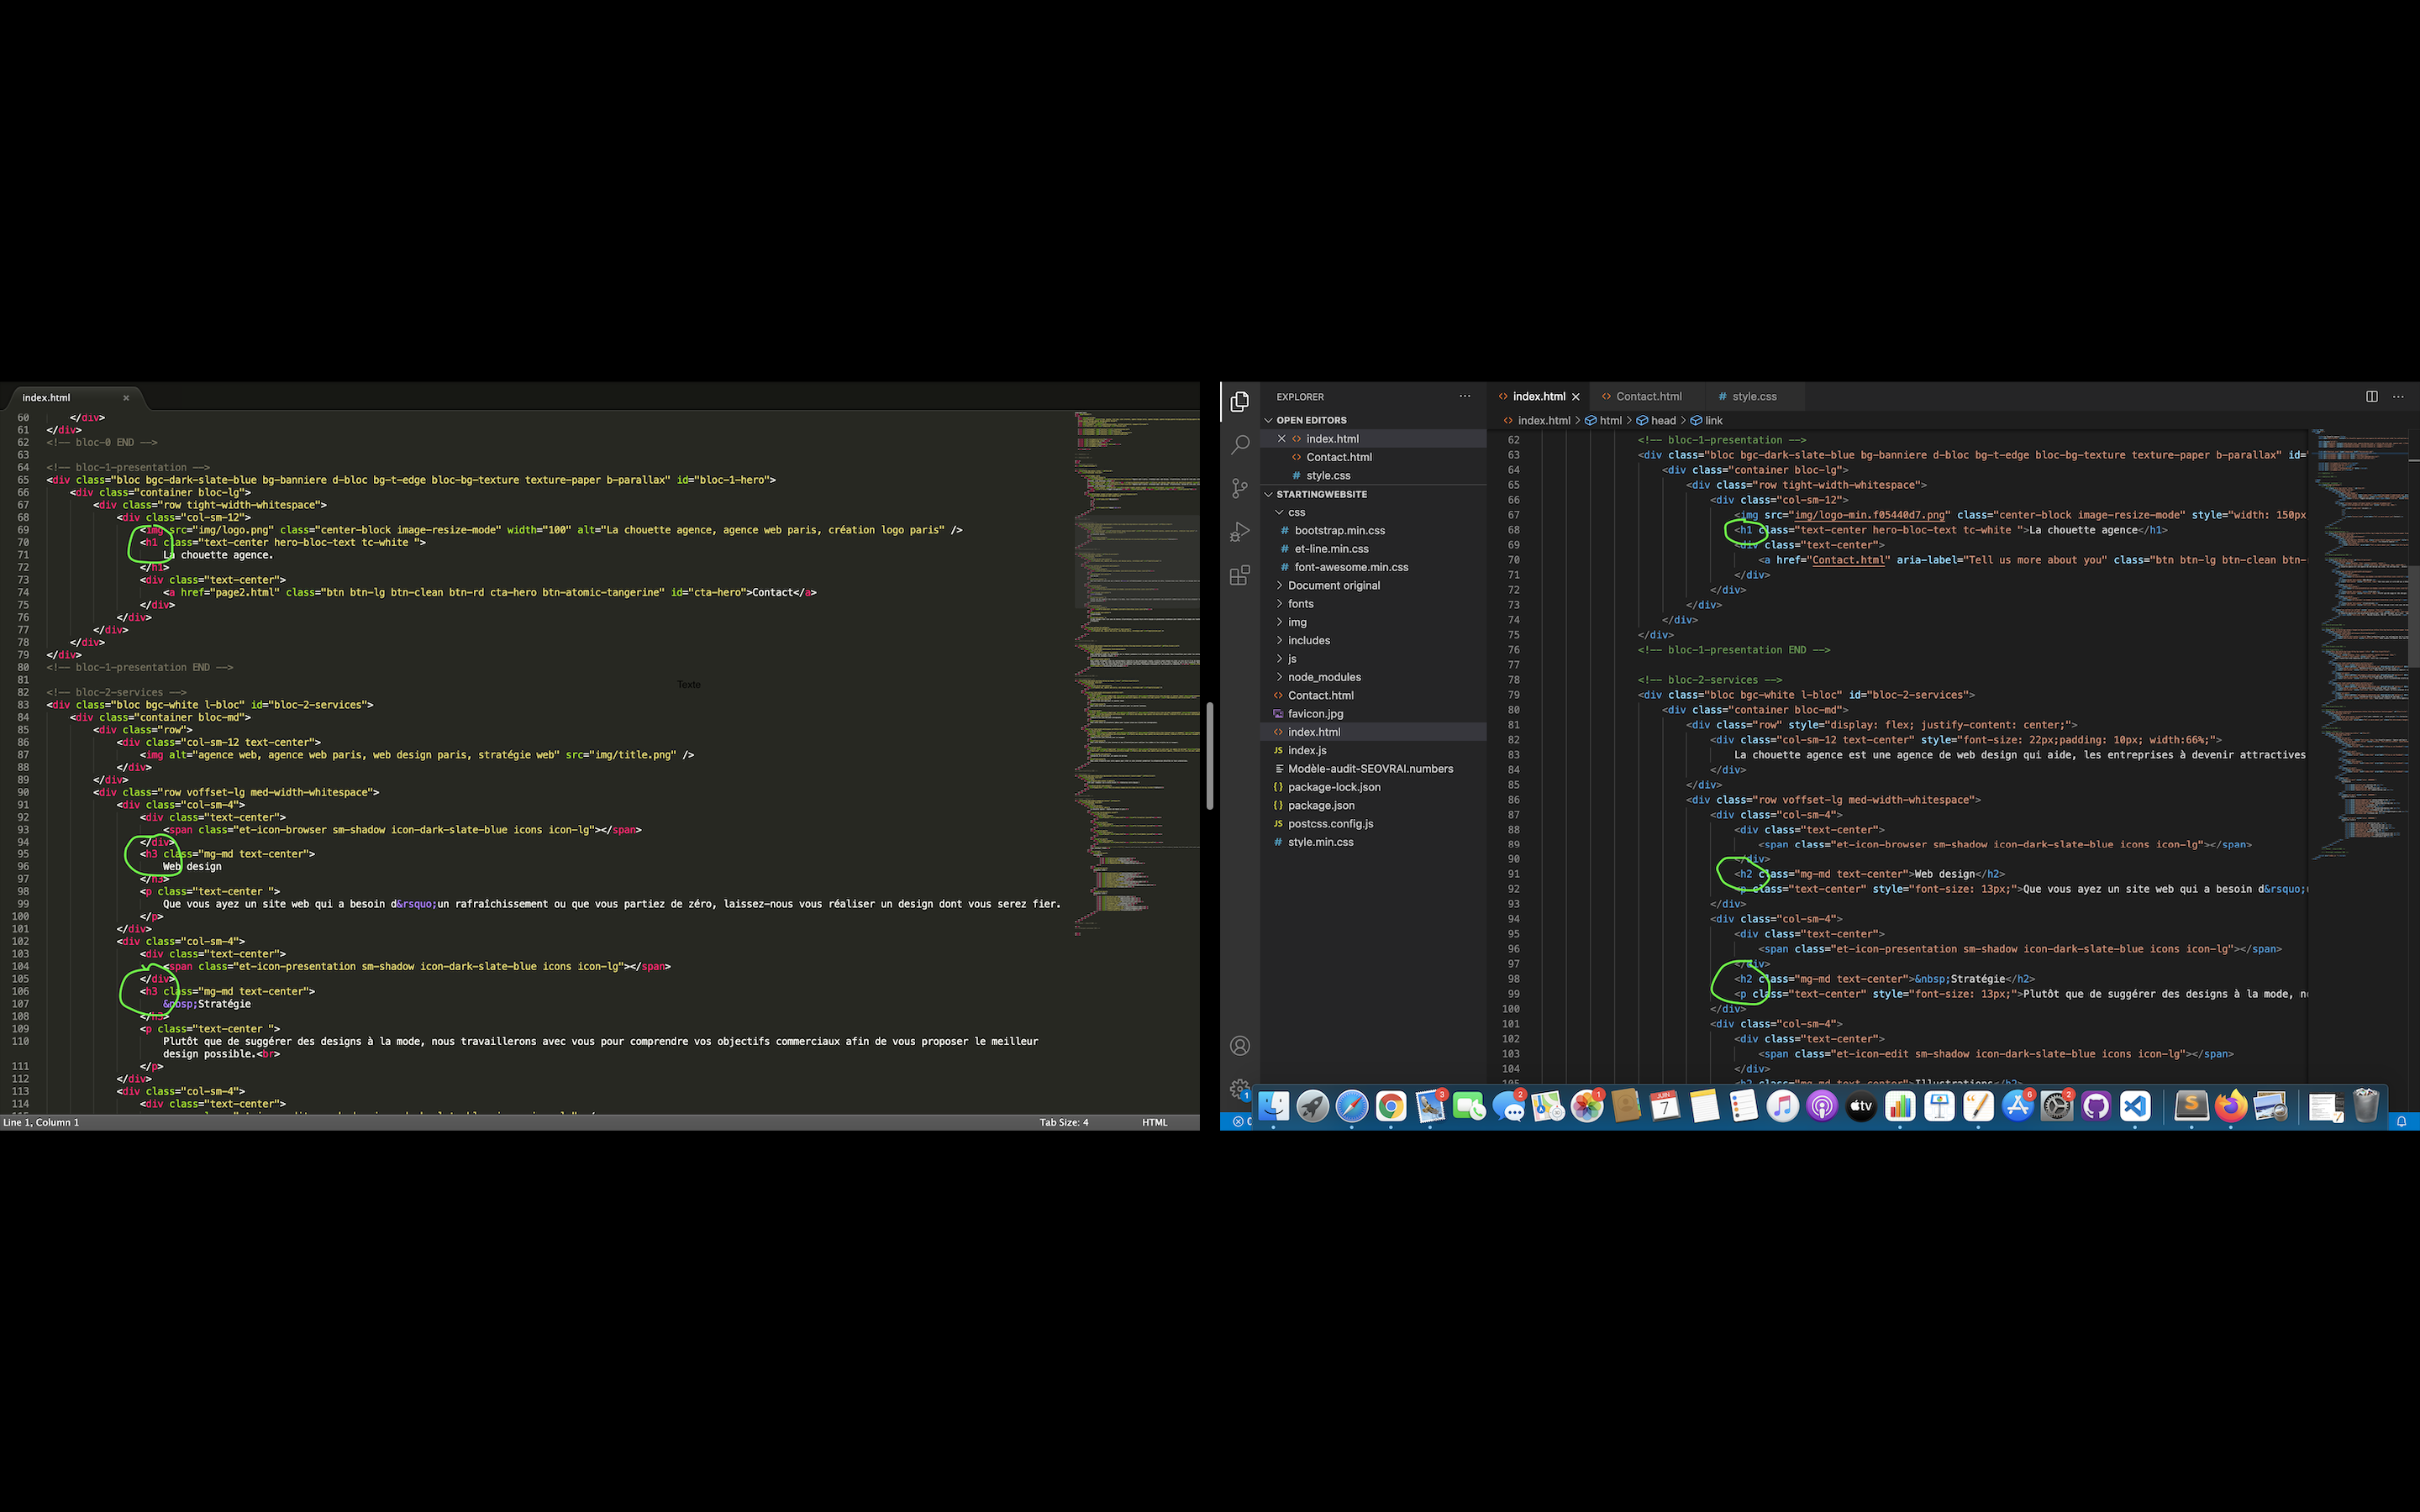 index.html ×
60 </div>
61 </div>
62 <!-- bloc-0 END -->
63
64 <!-- bloc-1-presentation -->
65 <div class="bloc bgc-dark-slate-blue bg-banniere d-bloc bg-t-edge bloc-bg-texture texture-paper b-parallax" id="bloc-1-hero">
66 <div class="container bloc-lg">
67 <div class="row tight-width-whitespace">
68 <div class="col-sm-12">
69 <img src="img/logo.png" class="center-block image-resize-mode" width="100" alt="La chouette agence, agence web paris, création logo paris" />
70 <h1 class="text-center hero-bloc-text tc-white ">
71 La chouette agence.
72 </h1>
73 <div class="text-center">
74 <a href="page2.html" class="btn btn-lg btn-clean btn-rd cta-hero btn-atomic-tangerine" id="cta-hero">Contact</a>
75 </div>
76 </div>
77 </div>
78 </div>
79 </div>
80 <!-- bloc-1-presentation END -->
81
Texte
82 <!-- bloc-2-services -->
83 <div class="bloc bgc-white l-bloc" id="bloc-2-services">
84 <div class="container bloc-md">
85 <div class="row">
86 <div class="col-sm-12 text-center">
87 <img alt="agence web, agence web paris, web design paris, stratégie web" src="img/title.png" />
88 </div>
89 </div>
90 <div class="row voffset-lg med-width-whitespace">
91 <div class="col-sm-4">
92 <div class="text-center">
93 <span class="et-icon-browser sm-shadow icon-dark-slate-blue icons icon-lg"></span>
94 </div>
95 <h3 class="mg-md text-center">
96 Web design
97 </h3>
98 <p class="text-center ">
99 Que vous ayez un site web qui a besoin d&rsquo;un rafraîchissement ou que vous partiez de zéro, laissez-nous vous réaliser un design dont vous serez fier.
100 </p>
101 </div>
102 <div class="col-sm-4">
103 <div class="text-center">
104 <span class="et-icon-presentation sm-shadow icon-dark-slate-blue icons icon-lg"></span>
105 </div>
106 <h3 class="mg-md text-center">
107 &nbsp;Stratégie
108 </h3>
109 <p class="text-center ">
110 Plutôt que de suggérer des designs à la mode, nous travaillerons avec vous pour comprendre vos objectifs commerciaux afin de vous proposer le meilleur
design possible.<br>
111 </p>
112 </div>
113 <div class="col-sm-4">
114 <div class="text-center">
Line 1, Column 1 Tab Size: 4 HTML
EXPLORER ···
OPEN EDITORS
× <> index.html
<> Contact.html
# style.css
STARTINGWEBSITE
css
# bootstrap.min.css
# et-line.min.css
# font-awesome.min.css
Document original
fonts
img
includes
js
node_modules
<> Contact.html
favicon.jpg
<> index.html
JS index.js
Modèle-audit-SEOVRAI.numbers
{} package-lock.json
{} package.json
JS postcss.config.js
# style.min.css
<> index.html × <> Contact.html # style.css ···
<> index.html > html > head > link
62 <!-- bloc-1-presentation -->
63 <div class="bloc bgc-dark-slate-blue bg-banniere d-bloc bg-t-edge bloc-bg-texture texture-paper b-parallax" id="
64 <div class="container bloc-lg">
65 <div class="row tight-width-whitespace">
66 <div class="col-sm-12">
67 <img src="img/logo-min.f05440d7.png" class="center-block image-resize-mode" style="width: 150px
68 <h1 class="text-center hero-bloc-text tc-white ">La chouette agence</h1>
69 <div class="text-center">
70 <a href="Contact.html" aria-label="Tell us more about you" class="btn btn-lg btn-clean btn-
71 </div>
72 </div>
73 </div>
74 </div>
75 </div>
76 <!-- bloc-1-presentation END -->
77
78 <!-- bloc-2-services -->
79 <div class="bloc bgc-white l-bloc" id="bloc-2-services">
80 <div class="container bloc-md">
81 <div class="row" style="display: flex; justify-content: center;">
82 <div class="col-sm-12 text-center" style="font-size: 22px;padding: 10px; width:66%;">
83 La chouette agence est une agence de web design qui aide, les entreprises à devenir attractives
84 </div>
85 </div>
86 <div class="row voffset-lg med-width-whitespace">
87 <div class="col-sm-4">
88 <div class="text-center">
89 <span class="et-icon-browser sm-shadow icon-dark-slate-blue icons icon-lg"></span>
90 </div>
91 <h2 class="mg-md text-center">Web design</h2>
92 <p class="text-center" style="font-size: 13px;">Que vous ayez un site web qui a besoin d&rsquo;
93 </div>
94 <div class="col-sm-4">
95 <div class="text-center">
96 <span class="et-icon-presentation sm-shadow icon-dark-slate-blue icons icon-lg"></span>
97 </div>
98 <h2 class="mg-md text-center">&nbsp;Stratégie</h2>
99 <p class="text-center" style="font-size: 13px;">Plutôt que de suggérer des designs à la mode, n
100 </div>
101 <div class="col-sm-4">
102 <div class="text-center">
103 <span class="et-icon-edit sm-shadow icon-dark-slate-blue icons icon-lg"></span>
104 </div>
1 3 2 1 JUIN 7 tv 6 2